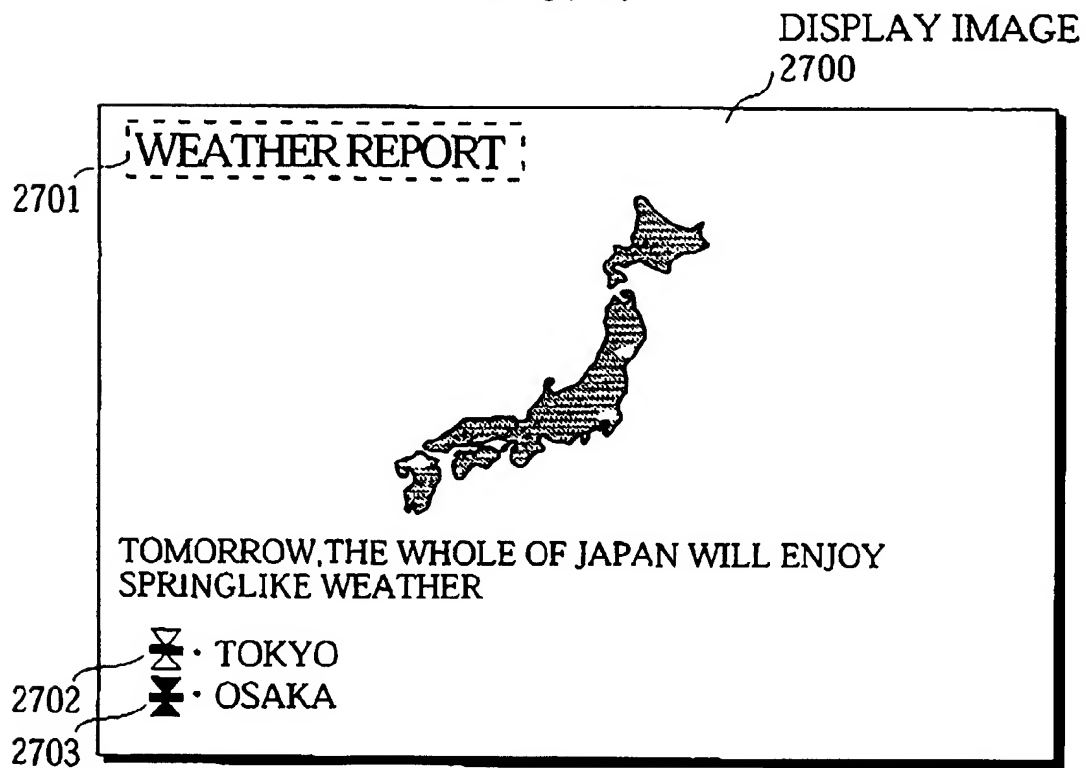 DISPLAY IMAGE
2700
WEATHER REPORT
2701
TOMORROW, THE WHOLE OF JAPAN WILL ENJOY
SPRINGLIKE WEATHER
2702
· TOKYO
2703
· OSAKA